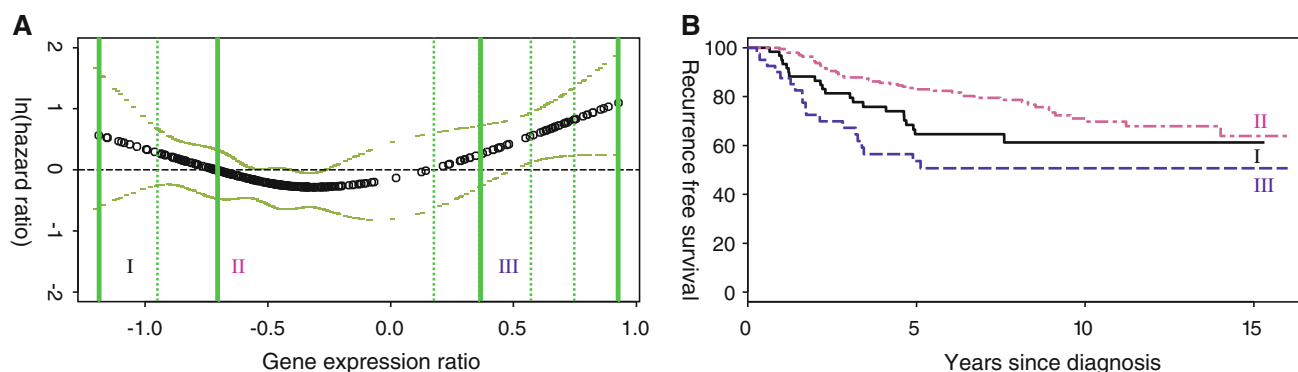 A
ln(hazard ratio)
2
1
0
-1
-2
I
II
III
-1.0
-0.5
0.0
0.5
1.0
Gene expression ratio
B
Recurrence free survival
100
80
60
40
20
0
II
I
III
0
5
10
15
Years since diagnosis